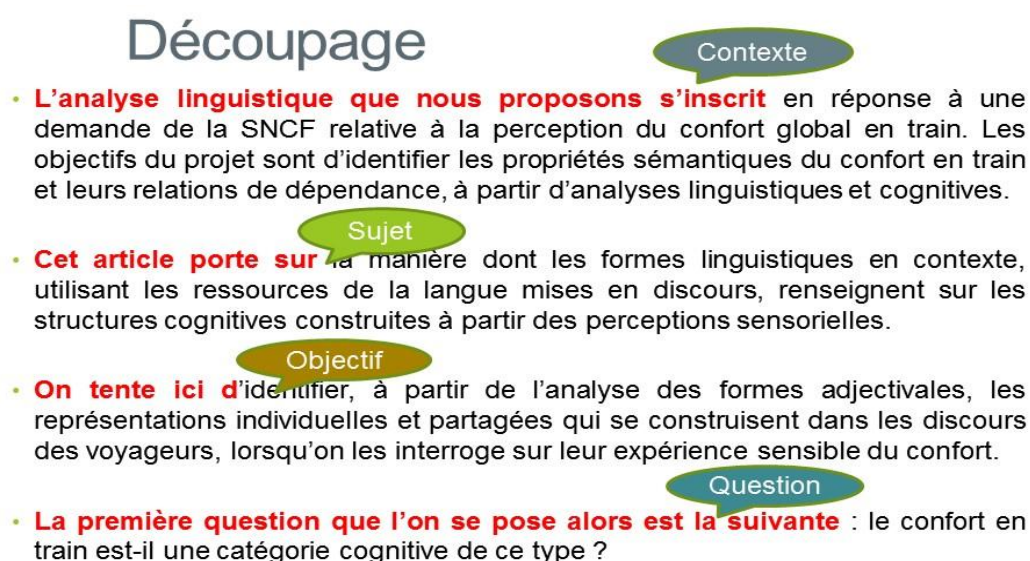 Découpage
Contexte
• L'analyse linguistique que nous proposons s'inscrit en réponse à une
demande de la SNCF relative à la perception du confort global en train. Les
objectifs du projet sont d'identifier les propriétés sémantiques du confort en train
et leurs relations de dépendance, à partir d'analyses linguistiques et cognitives.
Sujet
• Cet article porte sur la manière dont les formes linguistiques en contexte,
utilisant les ressources de la langue mises en discours, renseignent sur les
structures cognitives construites à partir des perceptions sensorielles.
Objectif
• On tente ici d'identifier, à partir de l'analyse des formes adjectivales, les
représentations individuelles et partagées qui se construisent dans les discours
des voyageurs, lorsqu'on les interroge sur leur expérience sensible du confort.
Question
• La première question que l'on se pose alors est la suivante : le confort en
train est-il une catégorie cognitive de ce type ?